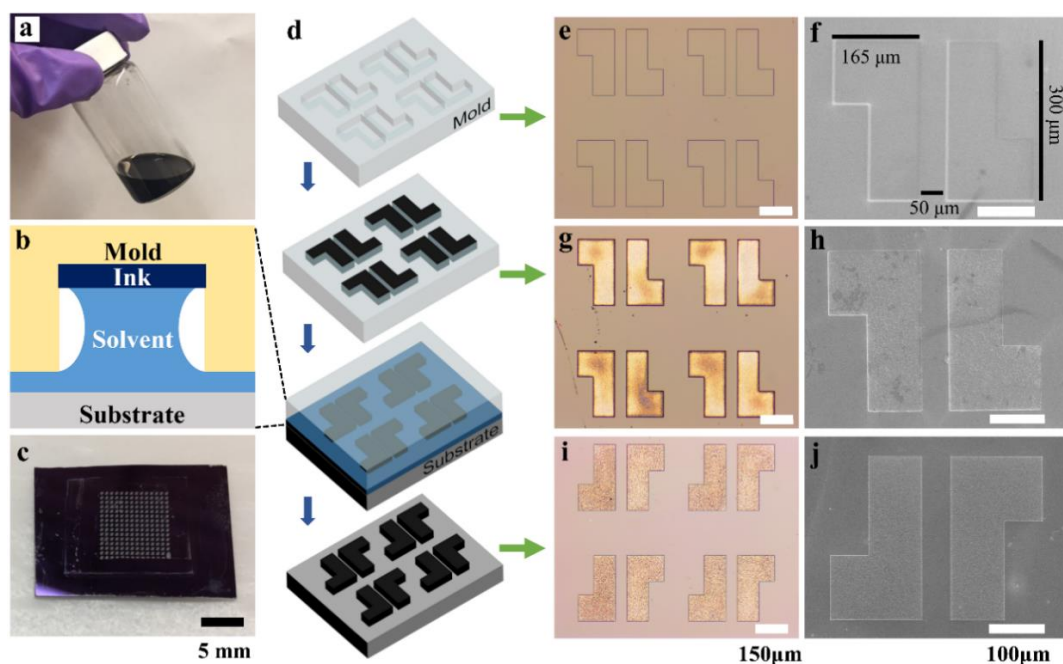 a
b
Mold
Ink
Solvent
Substrate
c
5 mm
d
Mold
Substrate
e
f
165 µm
300 µm
50 µm
g
h
i
j
150µm
100µm